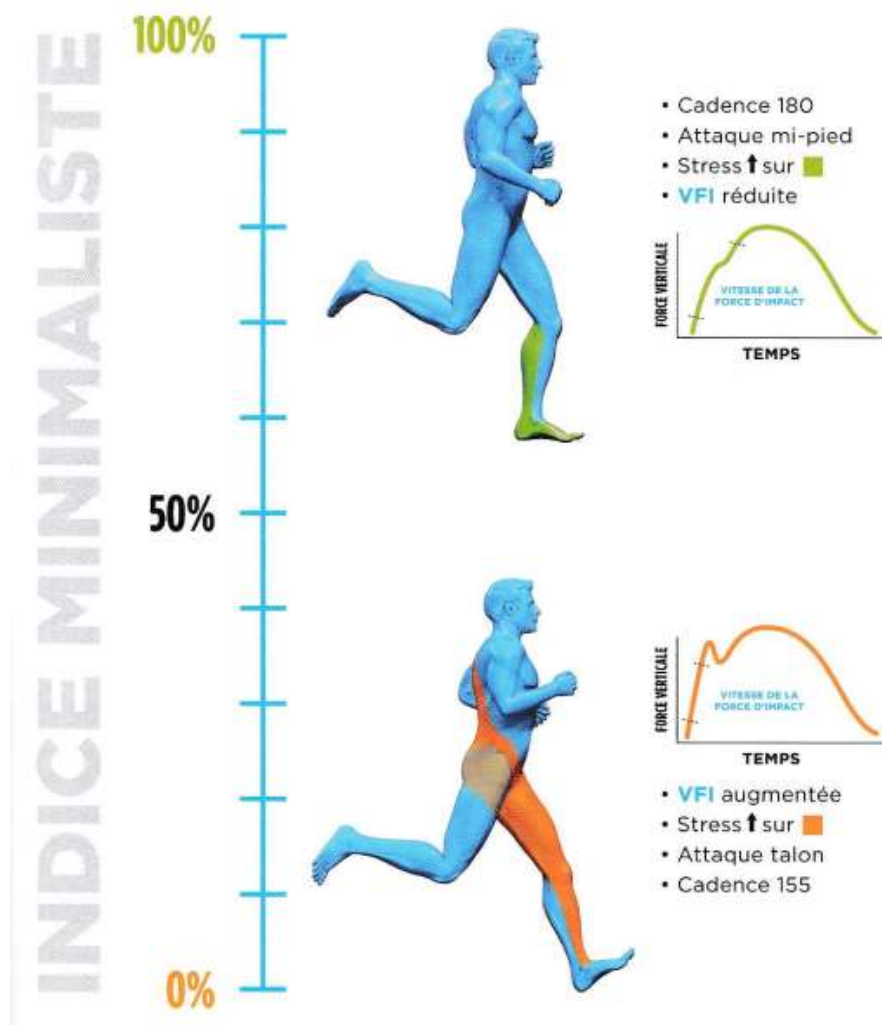 INDICE MINIMALISTE
100%
• Cadence 180
• Attaque mi-pied
• Stress ⬆ sur
• VFI réduite
FORCE VERTICALE
VITESSE DE LA
FORCE D'IMPACT
TEMPS
50%
FORCE VERTICALE
VITESSE DE LA
FORCE D'IMPACT
TEMPS
• VFI augmentée
• Stress ⬆ sur
• Attaque talon
• Cadence 155
0%